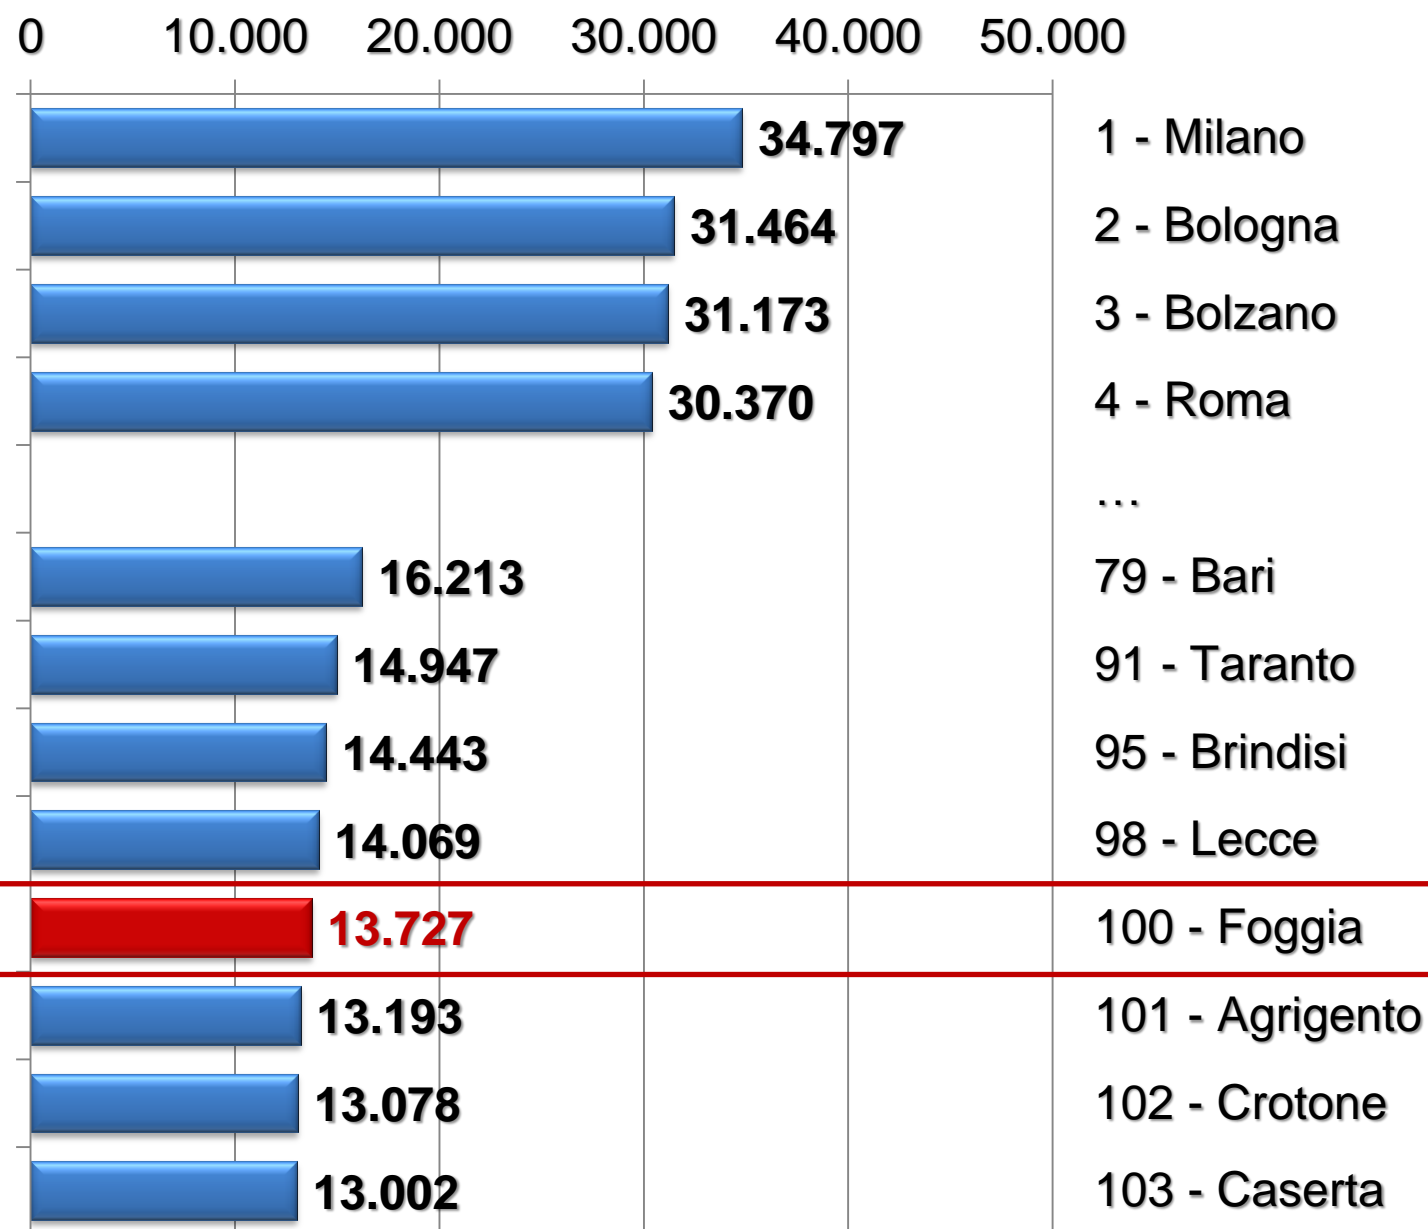 0 10.000 20.000 30.000 40.000 50.000
34.797 1 - Milano
31.464 2 - Bologna
31.173 3 - Bolzano
30.370 4 - Roma
…
16.213 79 - Bari
14.947 91 - Taranto
14.443 95 - Brindisi
14.069 98 - Lecce
13.727 100 - Foggia
13.193 101 - Agrigento
13.078 102 - Crotone
13.002 103 - Caserta